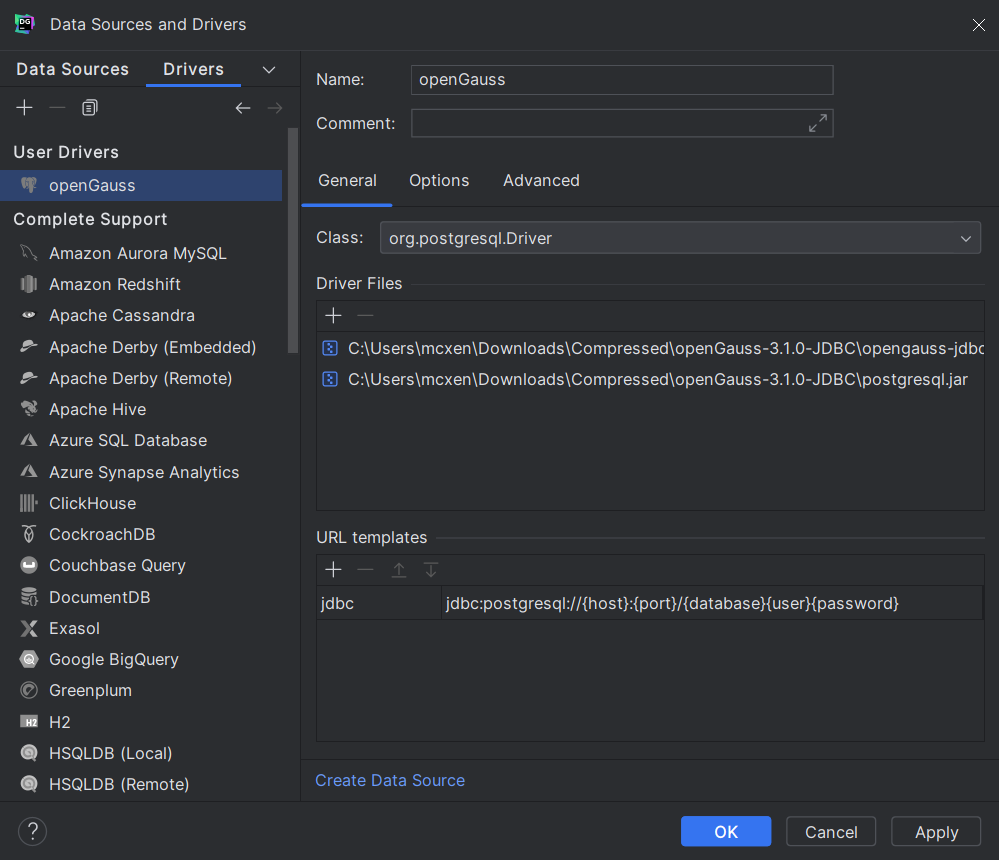 DG
Data Sources and Drivers
Data Sources
Drivers
User Drivers
openGauss
Complete Support
Amazon Aurora MySQL
Amazon Redshift
Apache Cassandra
Apache Derby (Embedded)
Apache Derby (Remote)
Apache Hive
Azure SQL Database
Azure Synapse Analytics
ClickHouse
CockroachDB
Couchbase Query
DocumentDB
Exasol
Google BigQuery
Greenplum
H2 H2
HSQLDB (Local)
HSQLDB (Remote)
Name: openGauss
Comment:
General Options Advanced
Class: org.postgresql.Driver
Driver Files
C:\Users\mcxen\Downloads\Compressed\openGauss-3.1.0-JDBC\opengauss-jdbc
C:\Users\mcxen\Downloads\Compressed\openGauss-3.1.0-JDBC\postgresql.jar
URL templates
jdbc jdbc:postgresql://{host}:{port}/{database}{user}{password}
Create Data Source
?
OK
Cancel
Apply